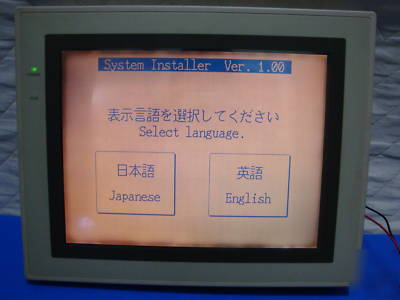 System Installer Ver. 1.00
表示言語を選択してください
Select language.
日本語
Japanese
英語
English